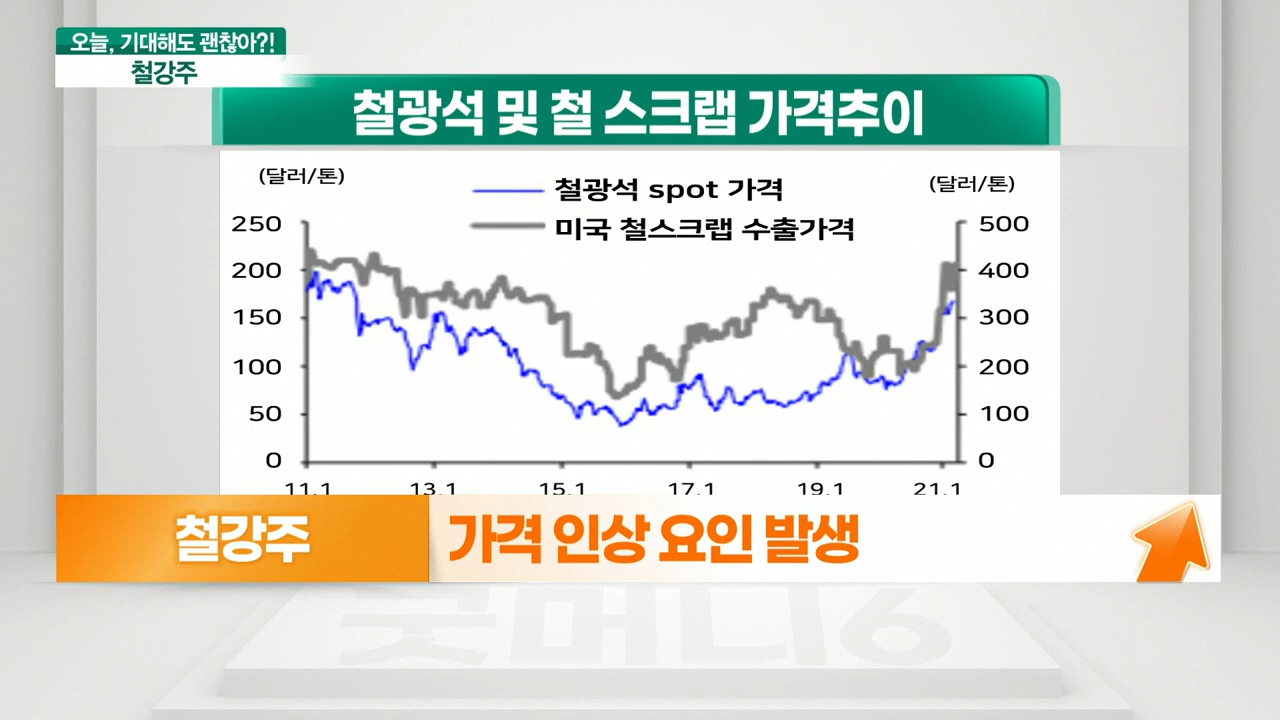 오늘, 기대해도 괜찮아?!
철강주
철광석 및 철 스크랩 가격추이
(달러/톤)
(달러/톤)
철광석 spot 가격
미국 철스크랩 수출가격
250
200
150
100
50
0
500
400
300
200
100
0
11.1 13.1 15.1 17.1 19.1 21.1
철강주
가격 인상 요인 발생
굿머니6